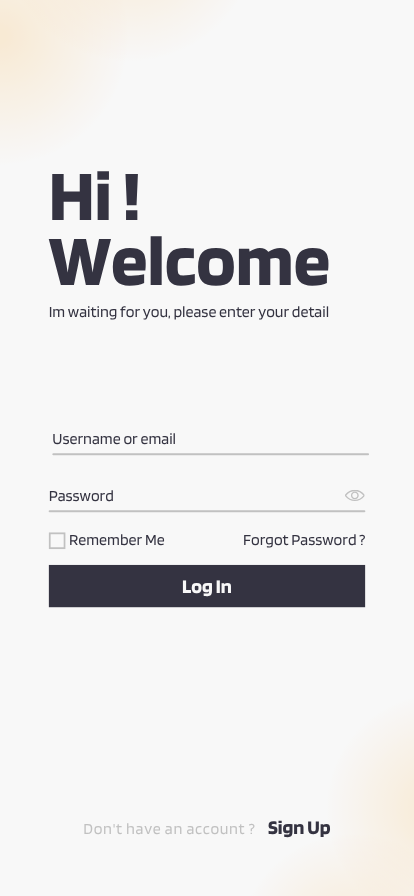 Hi !
Welcome
Im waiting for you, please enter your detail
Username or email
Password
Remember Me Forgot Password ?
Log In
Don't have an account ? Sign Up